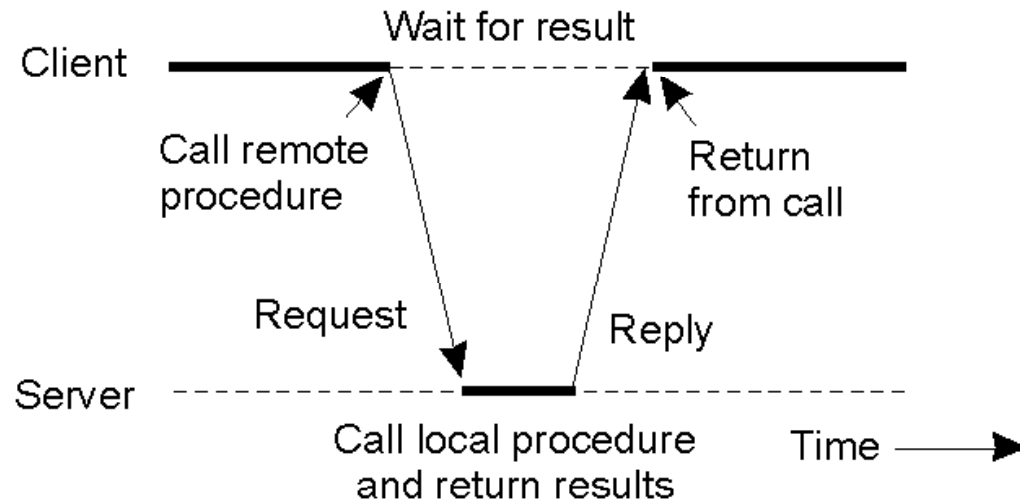 Wait for result
Client
Call remote
procedure
Return
from call
Request
Reply
Server
Call local procedure
and return results
Time